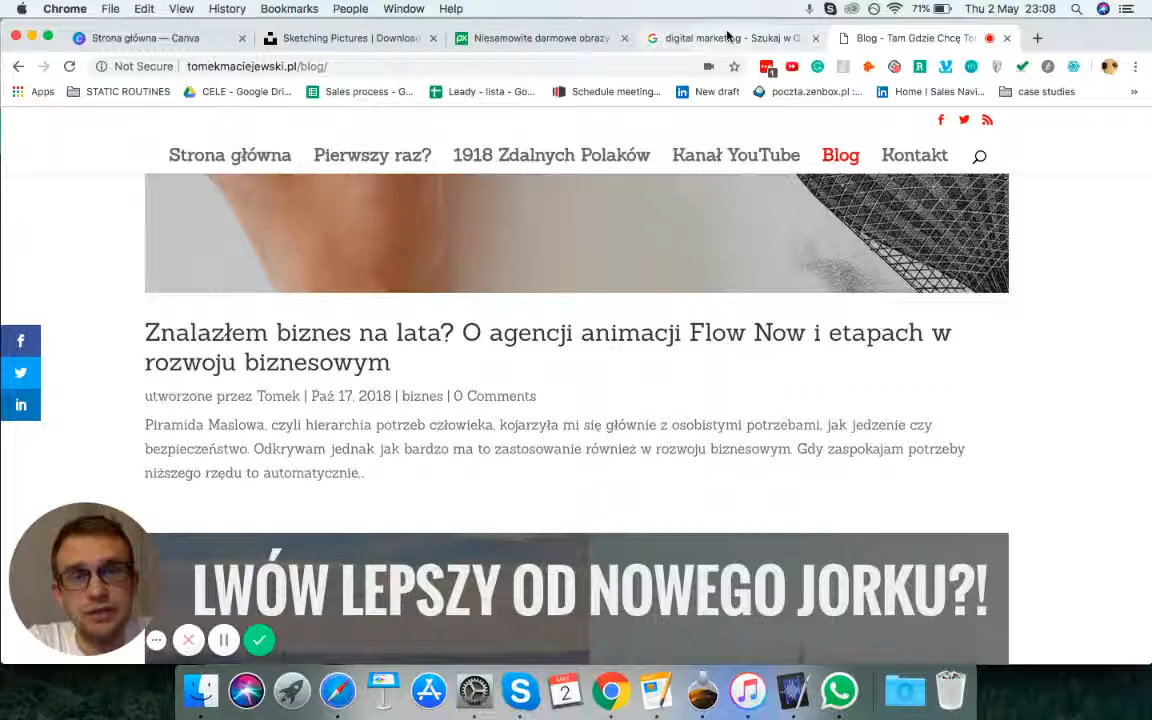 Chrome File Edit View History Bookmarks People Window Help 71% Thu 2 May 23:08
Strona główna — Canva Sketching Pictures | Downloa Niesamowite darmowe obrazy digital marketing - Szukaj w G Blog - Tam Gdzie Chcę To
Not Secure tomekmaciejewski.pl/blog/ 1
Apps STATIC ROUTINES CELE - Google Dri... Sales process - G... Leady - lista - Go... Schedule meeting... New draft poczta.zenbox.pl :... Home | Sales Navi... case studies »
Strona główna Pierwszy raz? 1918 Zdalnych Polaków Kanał YouTube Blog Kontakt
Znalazłem biznes na lata? O agencji animacji Flow Now i etapach w
rozwoju biznesowym
utworzone przez Tomek | Paź 17, 2018 | biznes | 0 Comments
Piramida Maslowa, czyli hierarchia potrzeb człowieka, kojarzyła mi się głównie z osobistymi potrzebami, jak jedzenie czy
bezpieczeństwo. Odkrywam jednak jak bardzo ma to zastosowanie również w rozwoju biznesowym. Gdy zaspokajam potrzeby
niższego rzędu to automatycznie...
LWÓW LEPSZY OD NOWEGO JORKU?!